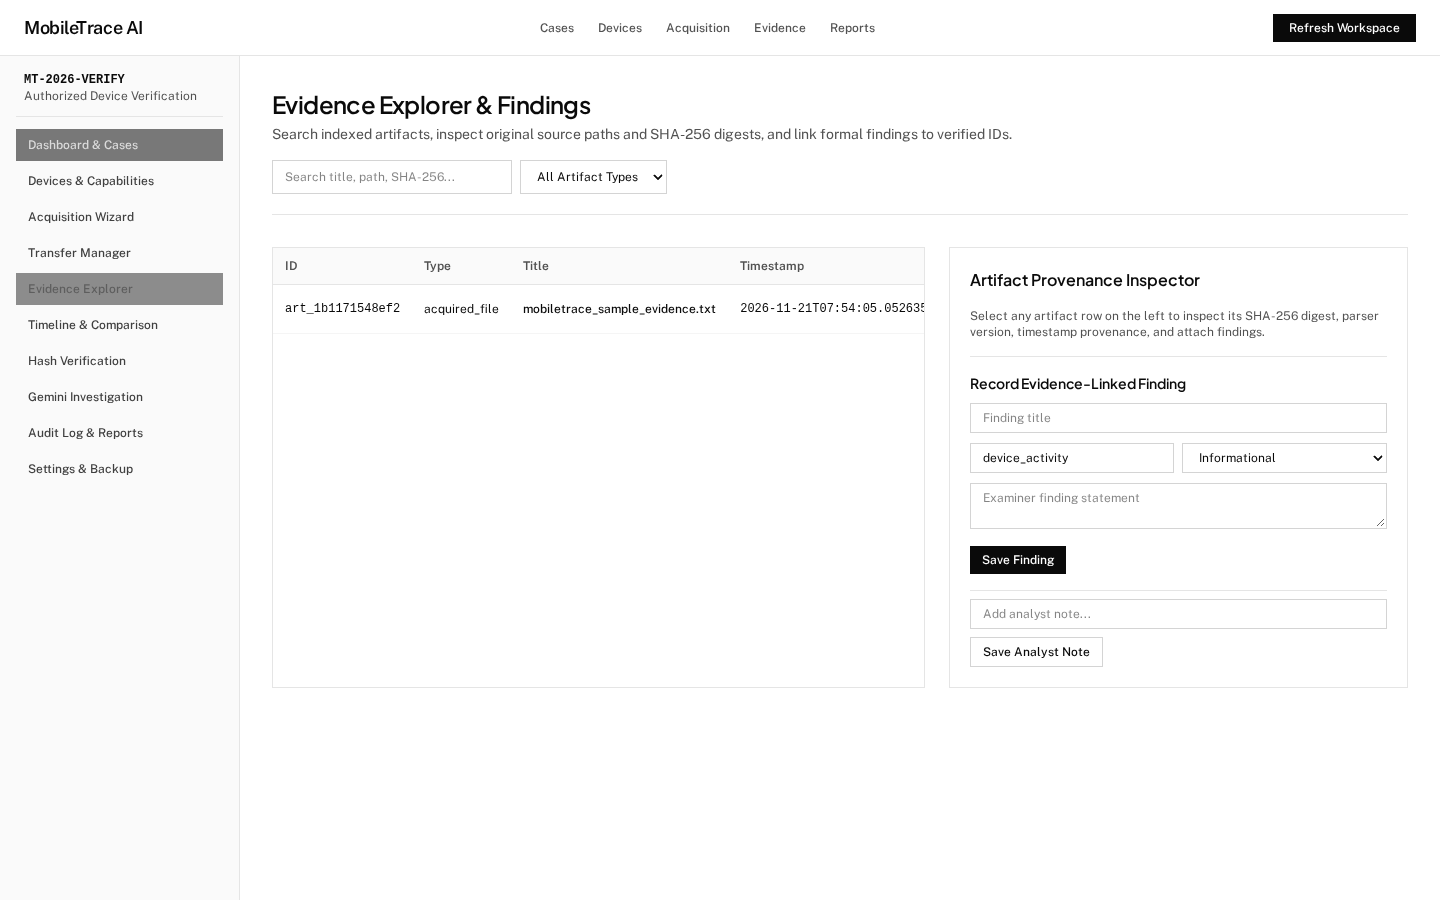 MobileTrace AI
Cases Devices Acquisition Evidence Reports
Refresh Workspace
MT-2026-VERIFY
Authorized Device Verification
Dashboard & Cases
Devices & Capabilities
Acquisition Wizard
Transfer Manager
Evidence Explorer
Timeline & Comparison
Hash Verification
Gemini Investigation
Audit Log & Reports
Settings & Backup
Evidence Explorer & Findings
Search indexed artifacts, inspect original source paths and SHA-256 digests, and link formal findings to verified IDs.
Search title, path, SHA-256...
All Artifact Types
ID Type Title Timestamp
art_1b1171548ef2 acquired_file mobiletrace_sample_evidence.txt 2026-11-21T07:54:05.052635
Artifact Provenance Inspector
Select any artifact row on the left to inspect its SHA-256 digest, parser
version, timestamp provenance, and attach findings.
Record Evidence-Linked Finding
Finding title
device_activity Informational
Examiner finding statement
Save Finding
Add analyst note...
Save Analyst Note